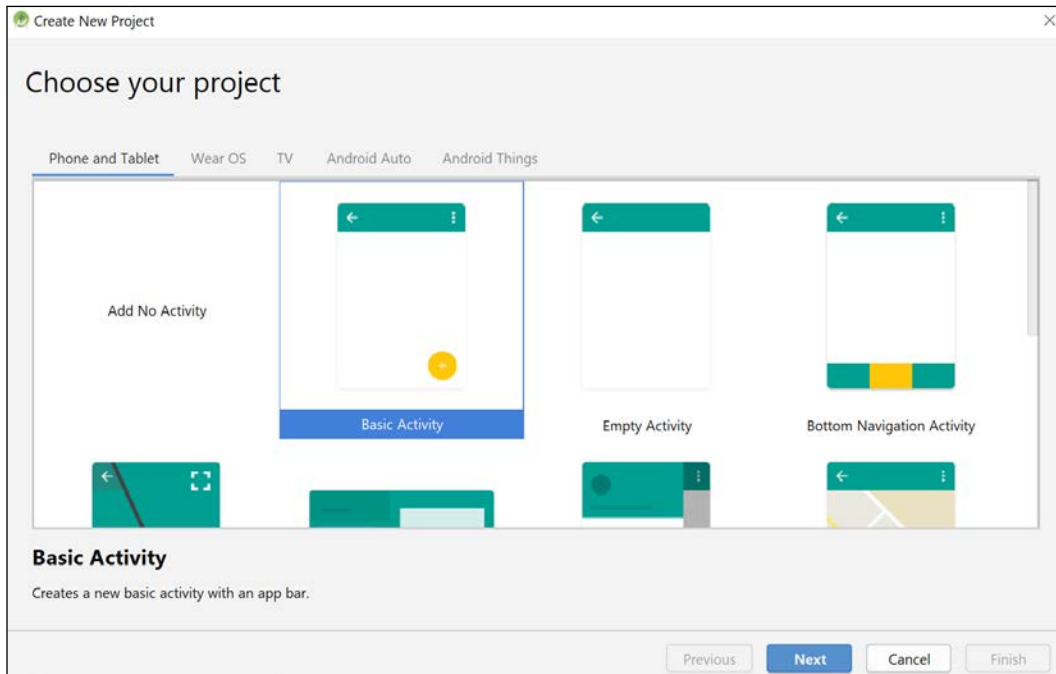 Create New Project
Choose your project
Phone and Tablet Wear OS TV Android Auto Android Things
Add No Activity
Basic Activity Empty Activity Bottom Navigation Activity
Basic Activity
Creates a new basic activity with an app bar.
Previous Next Cancel Finish